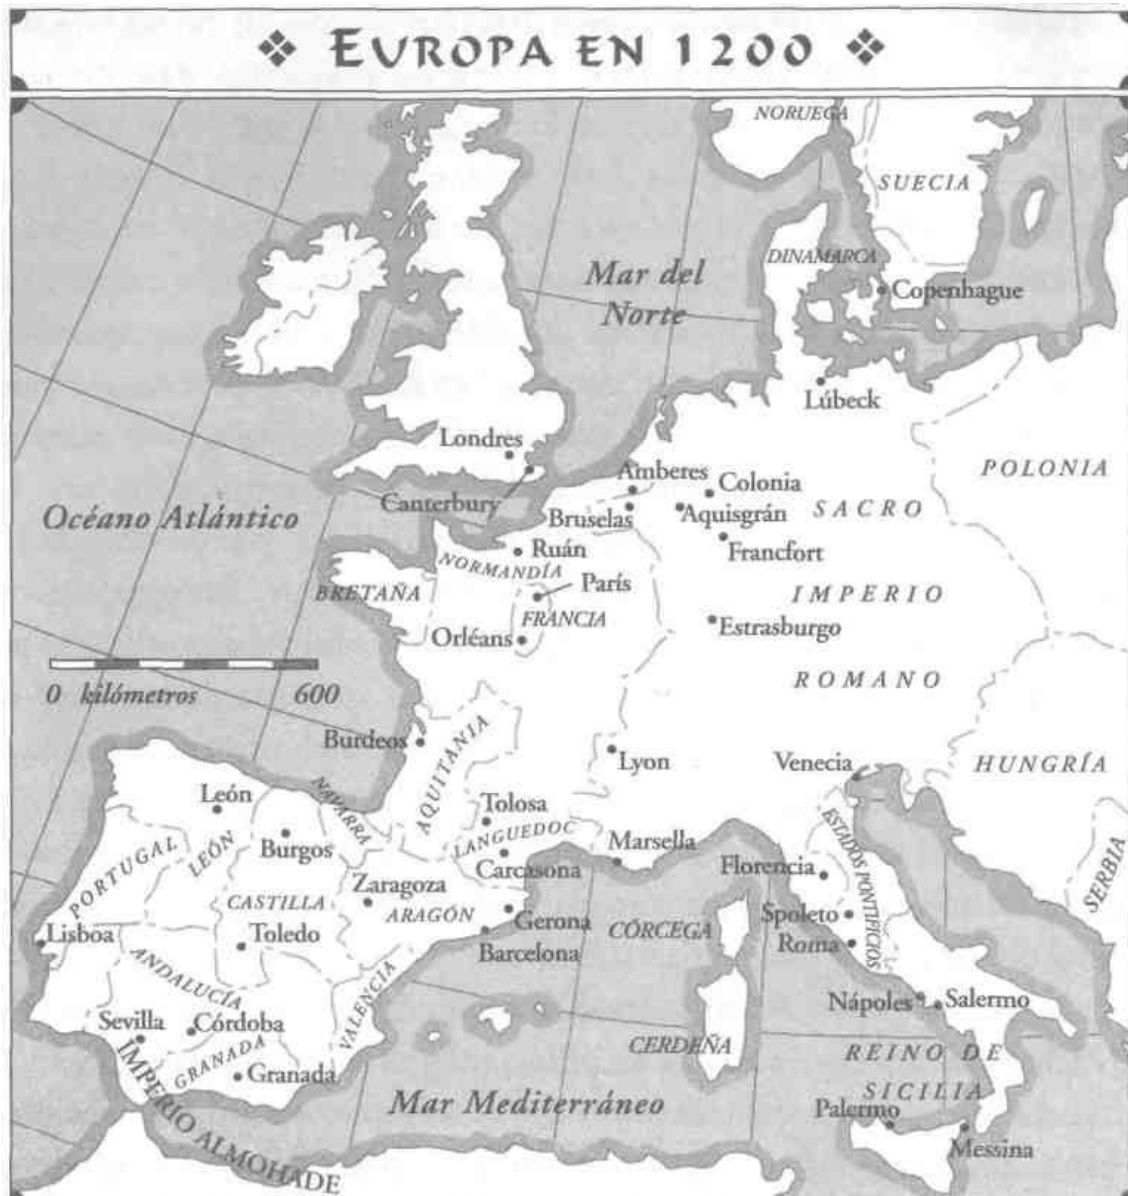 EUROPA EN 1200
NORUEGA
SUECIA
DINAMARCA
Mar del
Norte
Copenhague
Lúbeck
Londres
Canterbury
Amberes
Colonia
SACRO
POLONIA
Océano Atlántico
Bruselas
Aquisgrán
Ruán
Francfort
NORMANDÍA
BRETAÑA
París
IMPERIO
FRANCIA
Orléans
Estrasburgo
0 kilómetros 600
ROMANO
Burdeos
AQUITANIA
Lyon
Venecia
HUNGRÍA
León
NAVARRA
Tolosa
LEÓN
Burgos
LANGUEDOC
Marsella
ESTADOS PONTIFICIOS
PORTUGAL
Carcasona
Florencia
SERBIA
Zaragoza
CASTILLA
ARAGÓN
Gerona
CÓRCEGA
Spoleto
Lisboa
Toledo
Barcelona
Roma
ANDALUCÍA
VALENCIA
Nápoles
Salermo
Sevilla
Córdoba
CERDEÑA
REINO DE
SICILIA
GRANADA
Granada
Mar Mediterráneo
Palermo
Messina
IMPERIO ALMOHADE